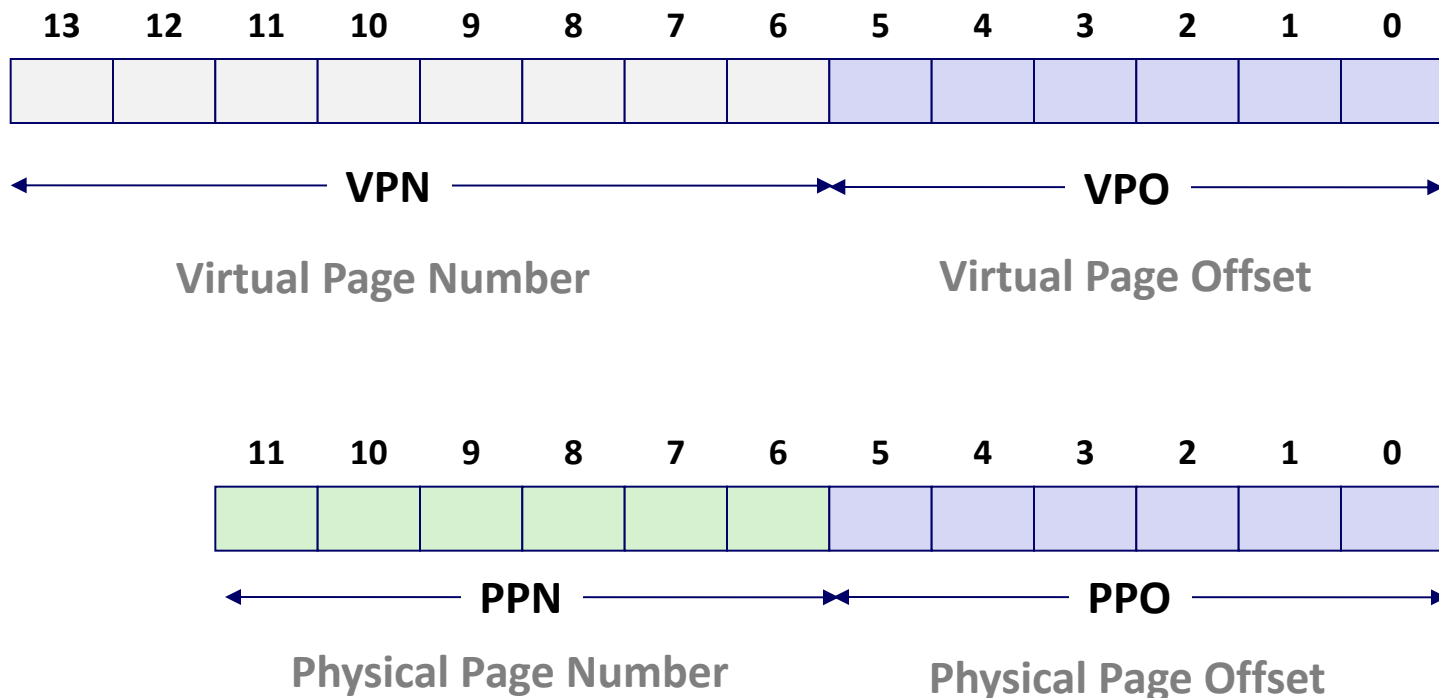 13 12 11 10 9 8 7 6 5 4 3 2 1 0
VPN VPO
Virtual Page Number Virtual Page Offset
11 10 9 8 7 6 5 4 3 2 1 0
PPN PPO
Physical Page Number Physical Page Offset